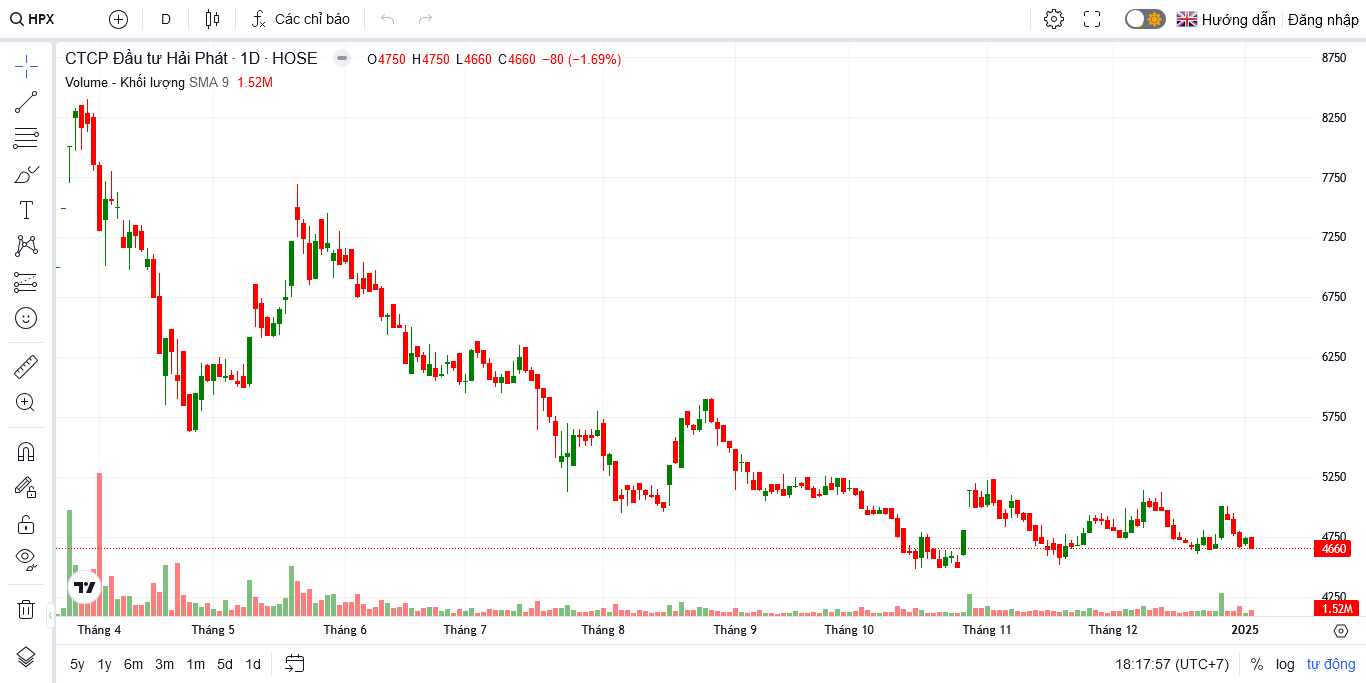 HPX
D
Các chỉ báo
Hướng dẫn
Đăng nhập
CTCP Đầu tư Hải Phát · 1D · HOSE
O4750 H4750 L4660 C4660 −80 (−1.69%)
Volume - Khối lượng SMA 9 1.52M
8750
8250
7750
7250
6750
6250
5750
5250
4750
4660
4250
1.52M
Tháng 4 Tháng 5 Tháng 6 Tháng 7 Tháng 8 Tháng 9 Tháng 10 Tháng 11 Tháng 12 2025
5y 1y 6m 3m 1m 5d 1d
18:17:57 (UTC+7) % log tự động